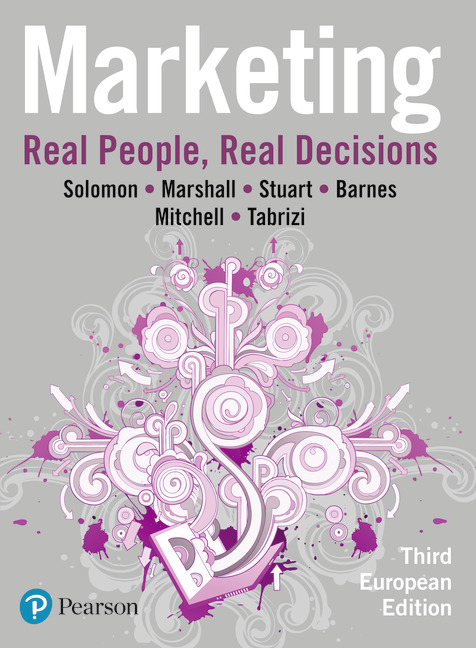 Marketing
Real People, Real Decisions
Solomon • Marshall • Stuart • Barnes
Mitchell • Tabrizi
Third
European
Edition
P Pearson